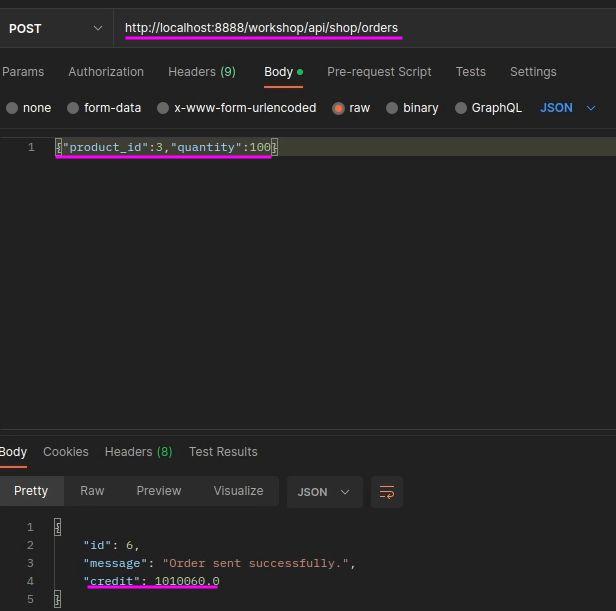 POST http://localhost:8888/workshop/api/shop/orders
Params Authorization Headers (9) Body Pre-request Script Tests Settings
none form-data x-www-form-urlencoded raw binary GraphQL JSON
1 {"product_id":3,"quantity":100}
Body Cookies Headers (8) Test Results
Pretty Raw Preview Visualize JSON
1 {
2 "id": 6,
3 "message": "Order sent successfully.",
4 "credit": 1010060.0
5 }